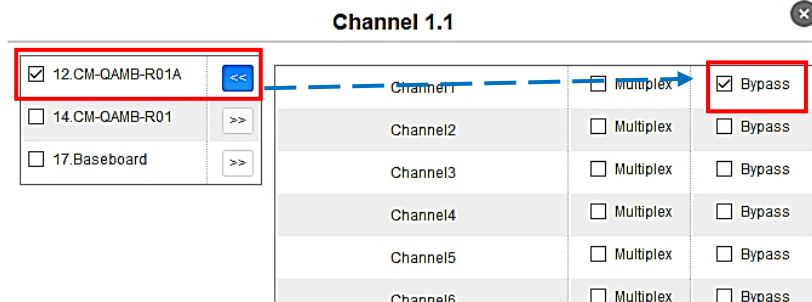 Channel 1.1
12.CM-QAMB-R01A <<
14.CM-QAMB-R01 >>
17.Baseboard >>
Channel1 Multiplex Bypass
Channel2 Multiplex Bypass
Channel3 Multiplex Bypass
Channel4 Multiplex Bypass
Channel5 Multiplex Bypass
Channel6 Multiplex Bypass